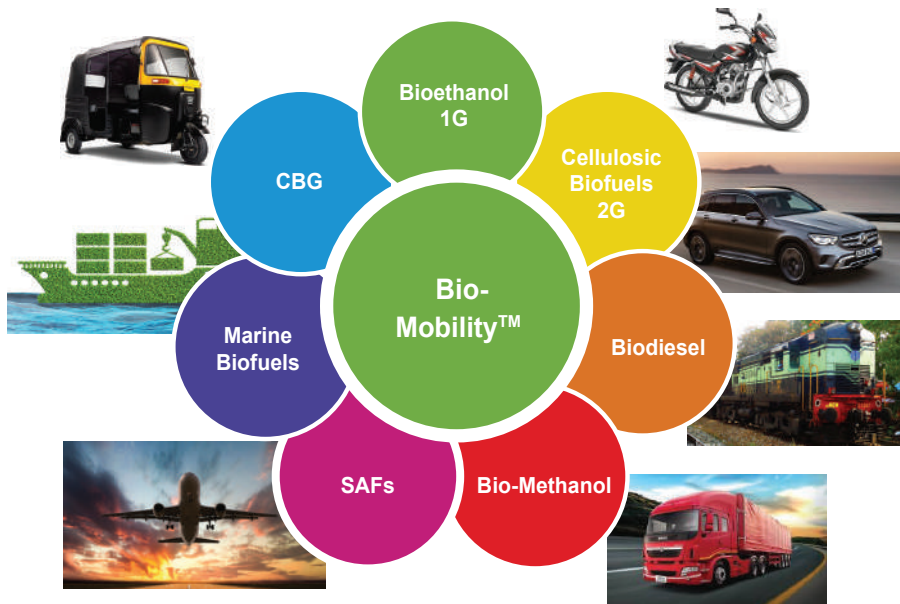 Bioethanol
1G
Cellulosic
Biofuels
2G
CBG
Bio-
Mobility™
Marine
Biofuels
Biodiesel
SAFs
Bio-Methanol